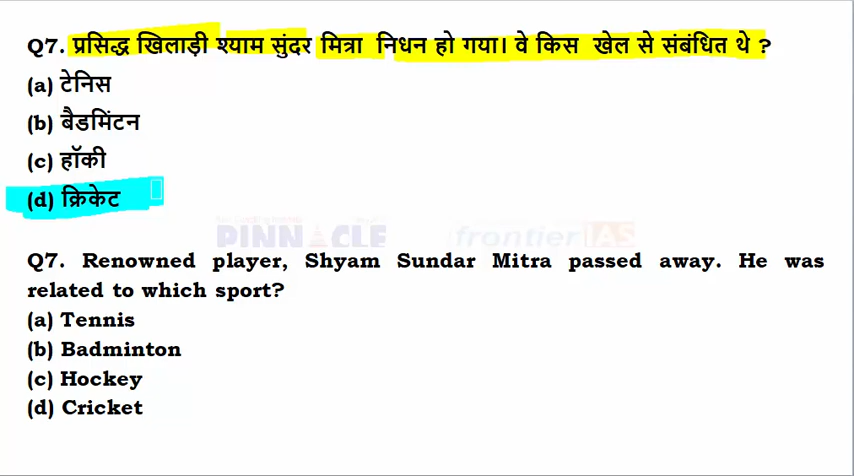 Q7. प्रसिद्ध खिलाड़ी श्याम सुंदर मित्रा निधन हो गया। वे किस खेल से संबंधित थे ?
(a) टेनिस
(b) बैडमिंटन
(c) हॉकी
(d) क्रिकेट
PINNACLE frontier IAS
Q7. Renowned player, Shyam Sundar Mitra passed away. He was
related to which sport?
(a) Tennis
(b) Badminton
(c) Hockey
(d) Cricket